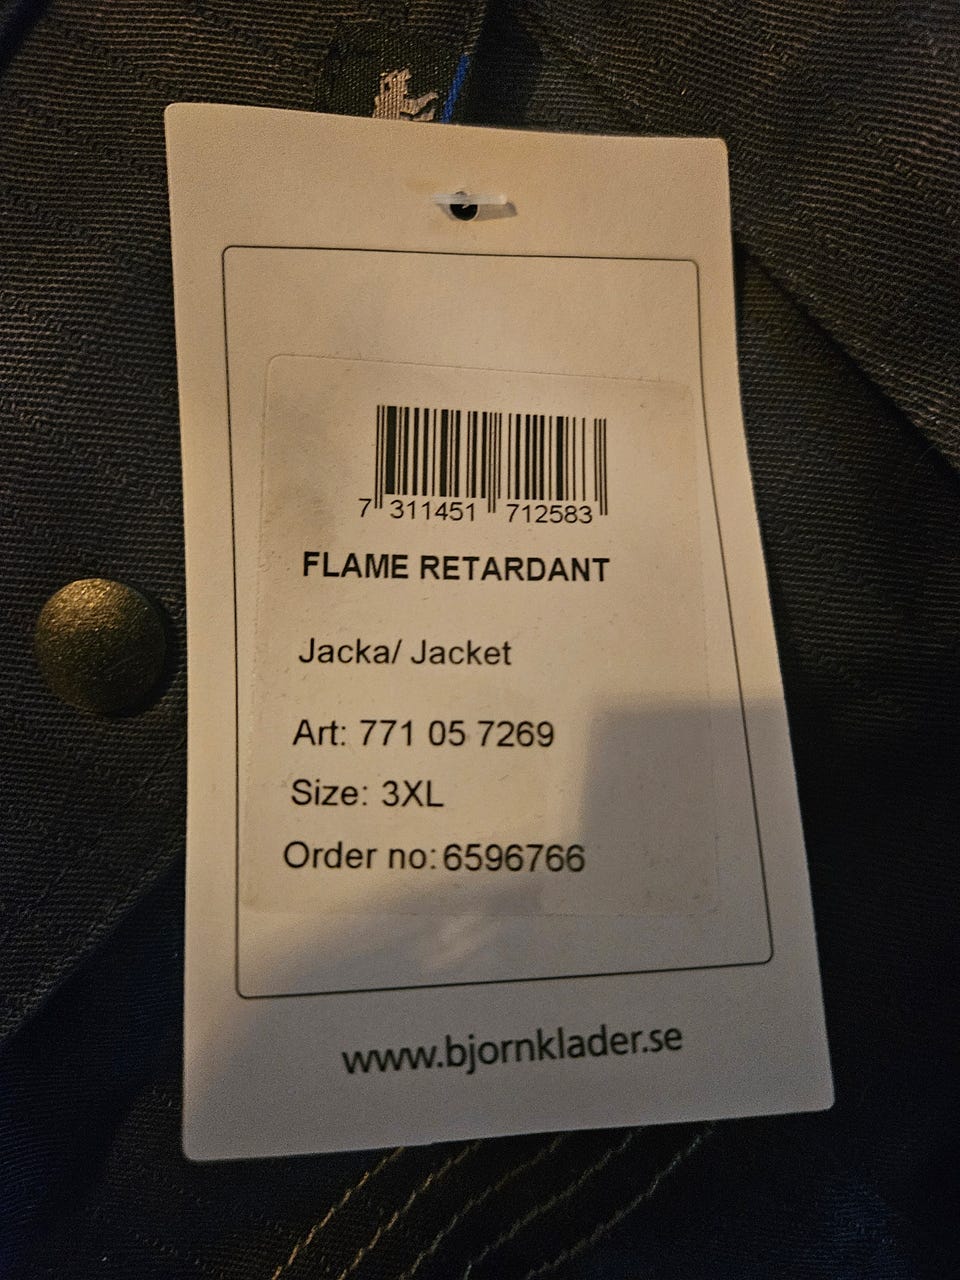 7 311451 712583
FLAME RETARDANT
Jacka/ Jacket
Art: 771 05 7269
Size: 3XL
Order no: 6596766
www.bjornklader.se